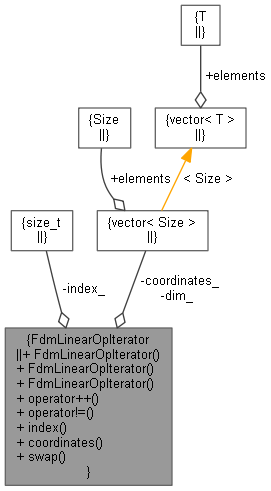 {T
||}
+elements
{Size
||}
{vector< T >
||}
+elements
< Size >
{size_t
||}
{vector< Size >
||}
-index_
-coordinates_
-dim_
{FdmLinearOpIterator
||+ FdmLinearOpIterator()
+ FdmLinearOpIterator()
+ FdmLinearOpIterator()
+ operator++()
+ operator!=()
+ index()
+ coordinates()
+ swap()
}